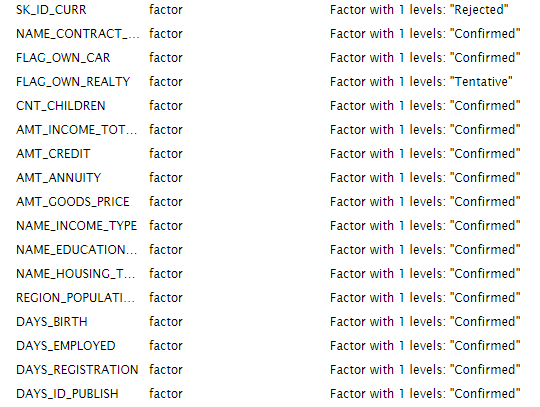 SK_ID_CURR factor Factor with 1 levels: "Rejected"
NAME_CONTRACT_... factor Factor with 1 levels: "Confirmed"
FLAG_OWN_CAR factor Factor with 1 levels: "Confirmed"
FLAG_OWN_REALTY factor Factor with 1 levels: "Tentative"
CNT_CHILDREN factor Factor with 1 levels: "Confirmed"
AMT_INCOME_TOT... factor Factor with 1 levels: "Confirmed"
AMT_CREDIT factor Factor with 1 levels: "Confirmed"
AMT_ANNUITY factor Factor with 1 levels: "Confirmed"
AMT_GOODS_PRICE factor Factor with 1 levels: "Confirmed"
NAME_INCOME_TYPE factor Factor with 1 levels: "Confirmed"
NAME_EDUCATION... factor Factor with 1 levels: "Confirmed"
NAME_HOUSING_T... factor Factor with 1 levels: "Confirmed"
REGION_POPULATI... factor Factor with 1 levels: "Confirmed"
DAYS_BIRTH factor Factor with 1 levels: "Confirmed"
DAYS_EMPLOYED factor Factor with 1 levels: "Confirmed"
DAYS_REGISTRATION factor Factor with 1 levels: "Confirmed"
DAYS_ID_PUBLISH factor Factor with 1 levels: "Confirmed"